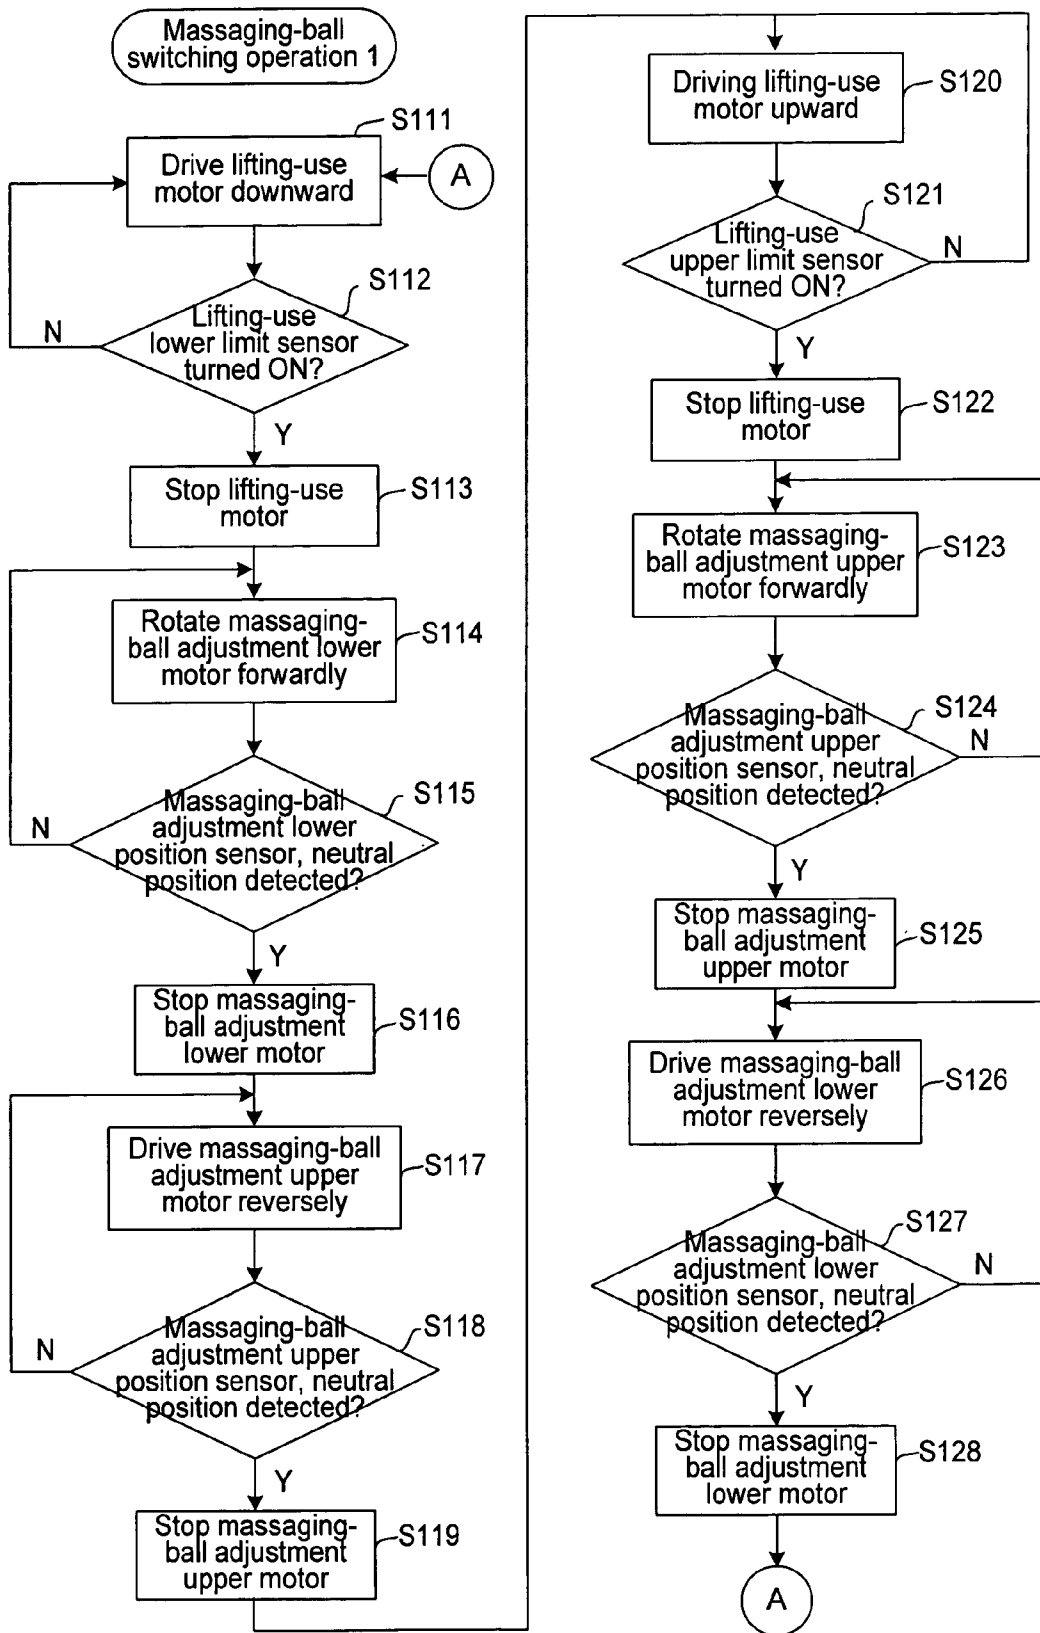 Massaging-ball
switching operation 1
S111
Drive lifting-use
motor downward
A
S112
Lifting-use
lower limit sensor
turned ON?
N
Y
S113
Stop lifting-use
motor
S114
Rotate massaging-
ball adjustment lower
motor forwardly
S115
Massaging-ball
adjustment lower
position sensor, neutral
position detected?
N
Y
S116
Stop massaging-
ball adjustment
lower motor
S117
Drive massaging-ball
adjustment upper
motor reversely
S118
Massaging-ball
adjustment upper
position sensor, neutral
position detected?
N
Y
S119
Stop massaging-
ball adjustment
upper motor
S120
Driving lifting-use
motor upward
S121
Lifting-use
upper limit sensor
turned ON?
N
Y
S122
Stop lifting-use
motor
S123
Rotate massaging-
ball adjustment upper
motor forwardly
S124
Massaging-ball
adjustment upper
position sensor, neutral
position detected?
N
Y
S125
Stop massaging-
ball adjustment
upper motor
S126
Drive massaging-ball
adjustment lower
motor reversely
S127
Massaging-ball
adjustment lower
position sensor, neutral
position detected?
N
Y
S128
Stop massaging-
ball adjustment
lower motor
A